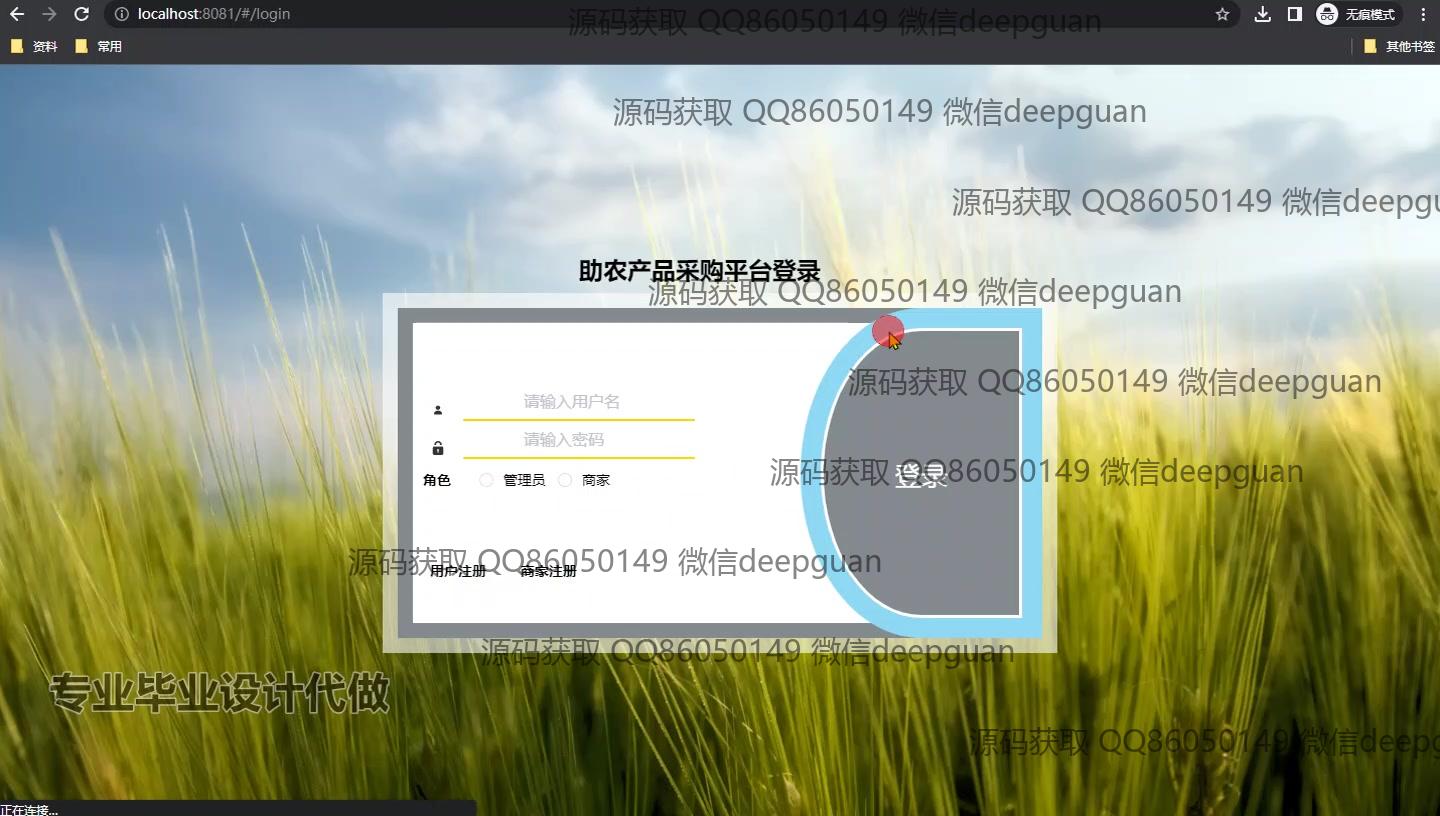 localhost:8081/#/login
无痕模式
源码获取 QQ86050149 微信deepguan
资料
常用
其他书签
源码获取 QQ86050149 微信deepguan
源码获取 QQ86050149 微信deepgu
助农产品采购平台登录
源码获取 QQ86050149 微信deepguan
源码获取 QQ86050149 微信deepguan
请输入用户名
请输入密码
角色
管理员
商家
登录
源码获取 QQ86050149 微信deepguan
源码获取 QQ86050149 微信deepguan
用户注册
商家注册
源码获取 QQ86050149 微信deepguan
专业毕业设计代做
源码获取 QQ86050149 微信deepg
正在连接...